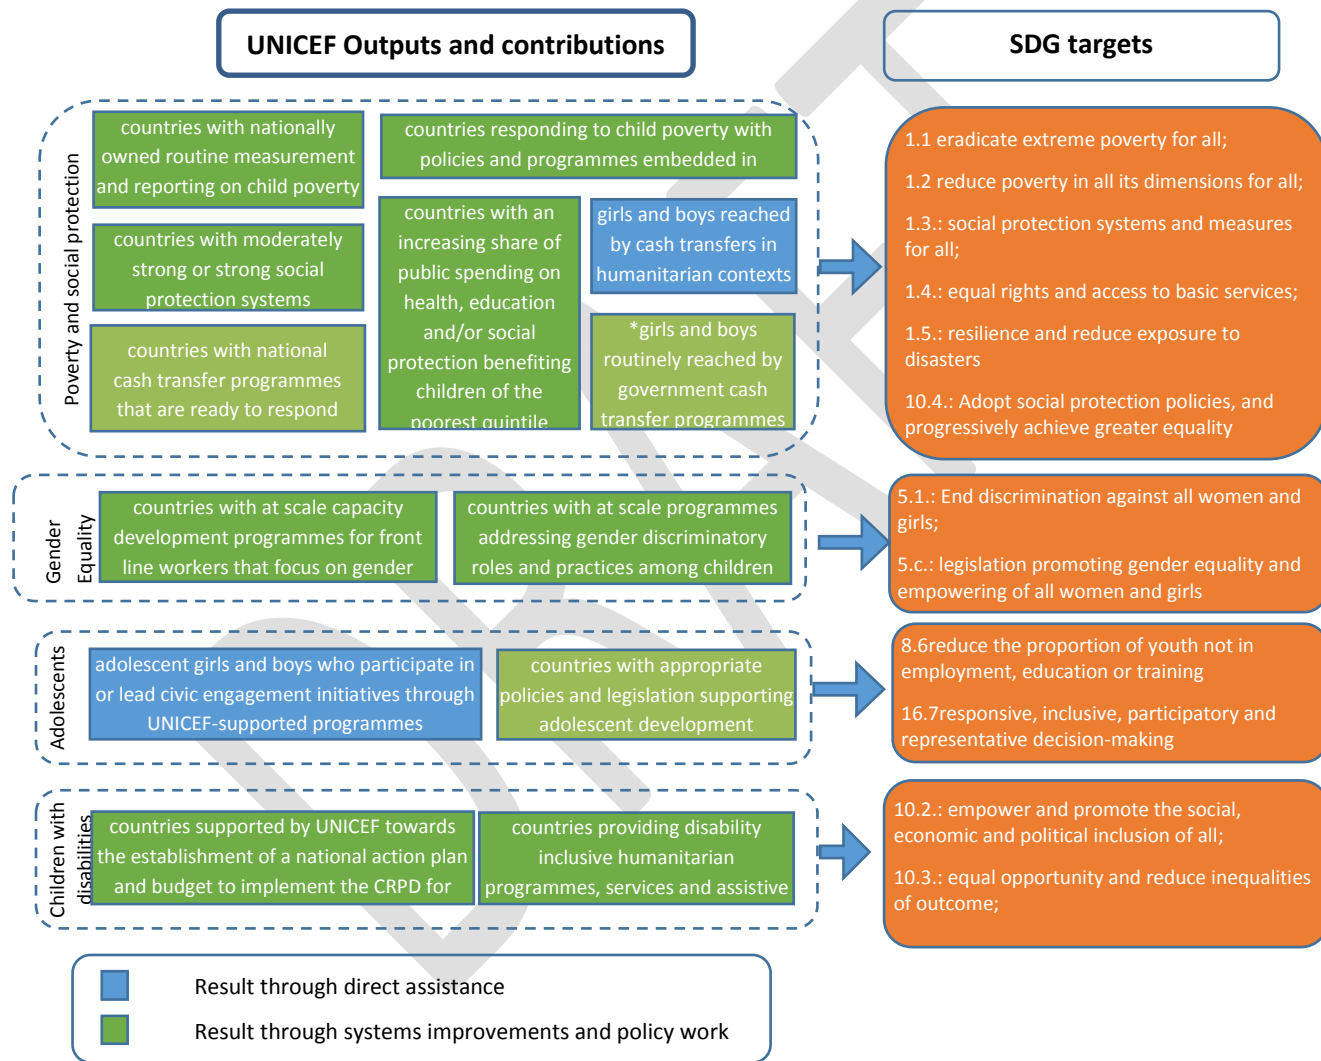 UNICEF Outputs and contributions
SDG targets
Poverty and social protection
countries with nationally
owned routine measurement
and reporting on child poverty
countries responding to child poverty with
policies and programmes embedded in
countries with moderately
strong or strong social
protection systems
countries with an
increasing share of
public spending on
health, education
and/or social
protection benefiting
children of the
poorest quintile
girls and boys reached
by cash transfers in
humanitarian contexts
countries with national
cash transfer programmes
that are ready to respond
*girls and boys
routinely reached by
government cash
transfer programmes
1.1 eradicate extreme poverty for all;
1.2 reduce poverty in all its dimensions for all;
1.3.: social protection systems and measures
for all;
1.4.: equal rights and access to basic services;
1.5.: resilience and reduce exposure to
disasters
10.4.: Adopt social protection policies, and
progressively achieve greater equality
Gender
Equality
countries with at scale capacity
development programmes for front
line workers that focus on gender
countries with at scale programmes
addressing gender discriminatory
roles and practices among children
5.1.: End discrimination against all women and
girls;
5.c.: legislation promoting gender equality and
empowering of all women and girls
Adolescents
adolescent girls and boys who participate in
or lead civic engagement initiatives through
UNICEF-supported programmes
countries with appropriate
policies and legislation supporting
adolescent development
8.6reduce the proportion of youth not in
employment, education or training
16.7responsive, inclusive, participatory and
representative decision-making
Children with
disabilities
countries supported by UNICEF towards
the establishment of a national action plan
and budget to implement the CRPD for
countries providing disability
inclusive humanitarian
programmes, services and assistive
10.2.: empower and promote the social,
economic and political inclusion of all;
10.3.: equal opportunity and reduce inequalities
of outcome;
Result through direct assistance
Result through systems improvements and policy work
DRAFT